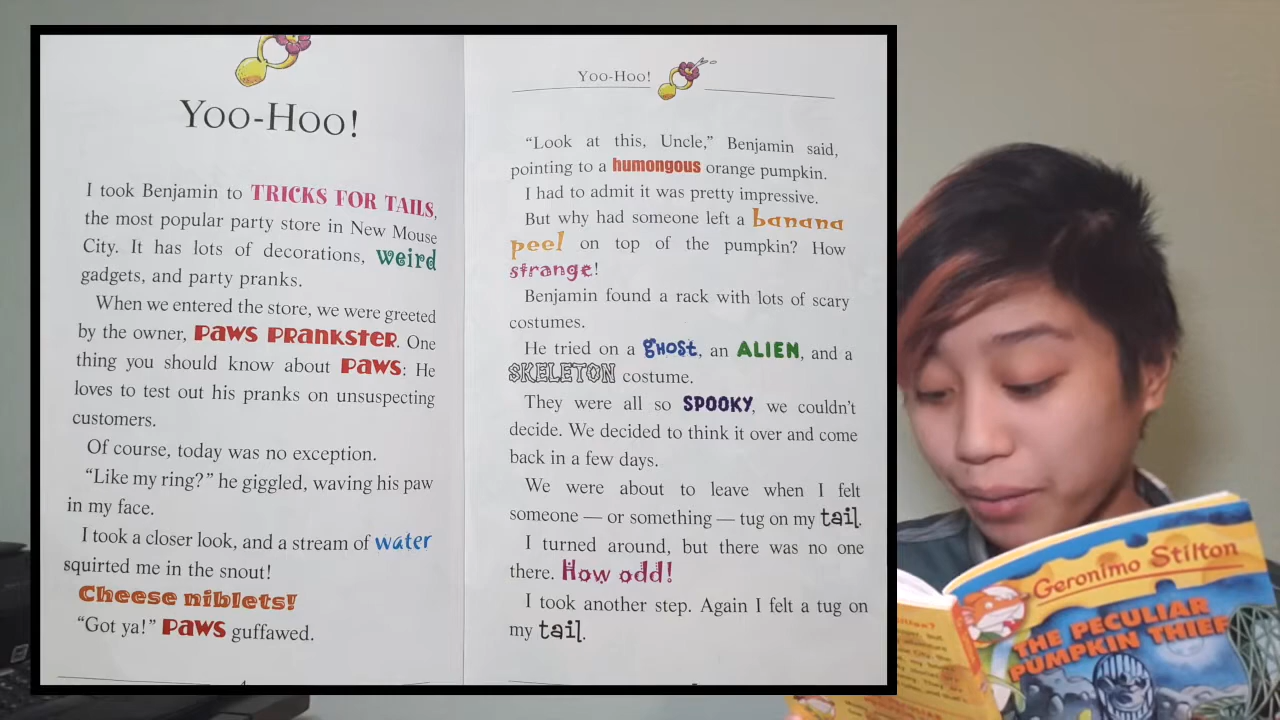 Yoo-Hoo!
I took Benjamin to TRICKS FOR TAILS,
the most popular party store in New Mouse
City. It has lots of decorations, weird
gadgets, and party pranks.
When we entered the store, we were greeted
by the owner, PAWS PRANKSTER. One
thing you should know about PAWS: He
loves to test out his pranks on unsuspecting
customers.
Of course, today was no exception.
“Like my ring?” he giggled, waving his paw
in my face.
I took a closer look, and a stream of water
squirted me in the snout!
Cheese niblets!
“Got ya!” PAWS guffawed.
Yoo-Hoo!
“Look at this, Uncle,” Benjamin said,
pointing to a humongous orange pumpkin.
I had to admit it was pretty impressive.
But why had someone left a banana
peel on top of the pumpkin? How
strange!
Benjamin found a rack with lots of scary
costumes.
He tried on a GHOST, an ALIEN, and a
SKELETON costume.
They were all so SPOOKY, we couldn’t
decide. We decided to think it over and come
back in a few days.
We were about to leave when I felt
someone — or something — tug on my tail.
I turned around, but there was no one
there. How odd!
I took another step. Again I felt a tug on
my tail.
Geronimo Stilton
THE PECULIAR
PUMPKIN THIEF